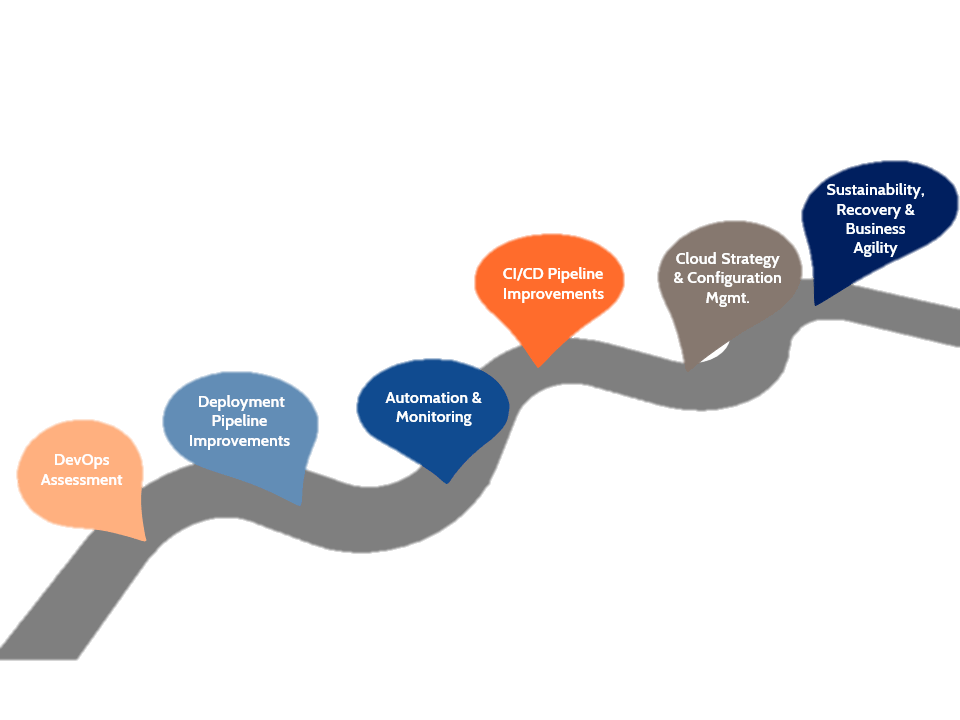 DevOps
Assessment
Deployment
Pipeline
Improvements
Automation &
Monitoring
CI/CD Pipeline
Improvements
Cloud Strategy
& Configuration
Mgmt.
Sustainability,
Recovery &
Business
Agility